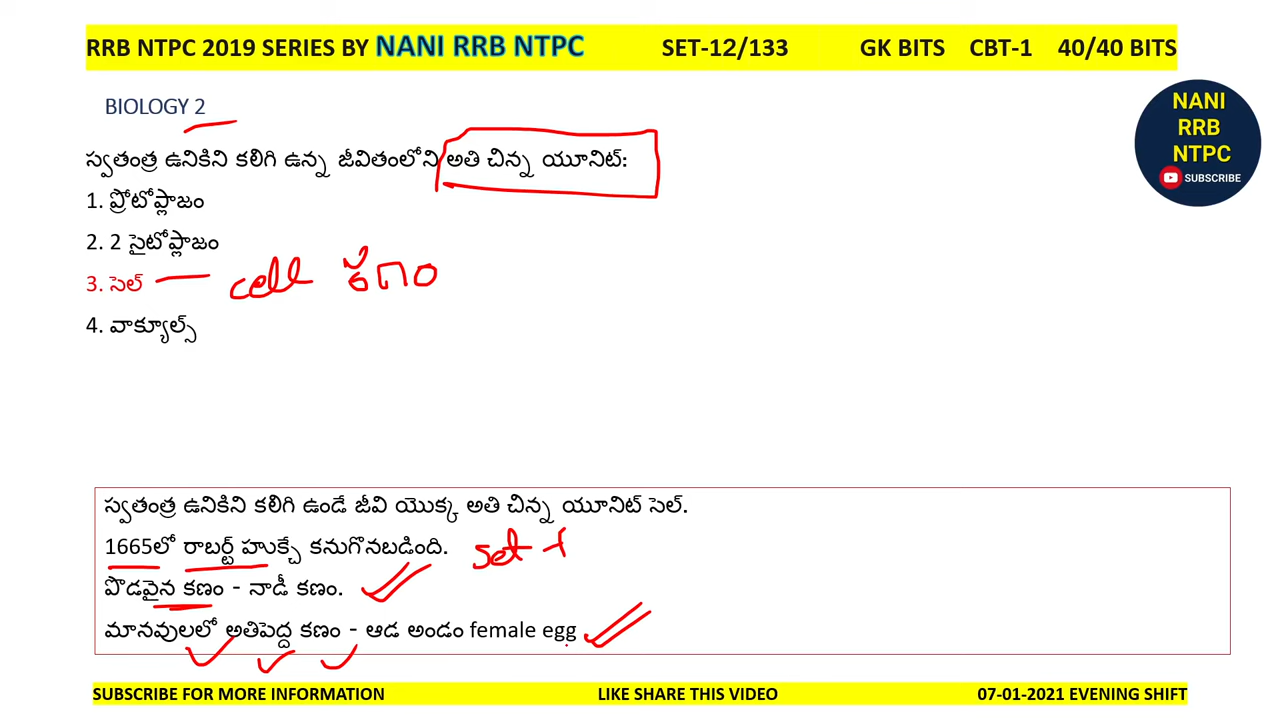 RRB NTPC 2019 SERIES BY NANI RRB NTPC SET-12/133 GK BITS CBT-1 40/40 BITS
NANI
RRB
NTPC
SUBSCRIBE
BIOLOGY 2
స్వతంత్ర ఉనికిని కలిగి ఉన్న జీవితంలోని అతి చిన్న యూనిట్:
1. ప్రోటోప్లాజం
2. 2 సైటోప్లాజం
3. సెల్ cell కణం
4. వాక్యూల్స్
స్వతంత్ర ఉనికిని కలిగి ఉండే జీవి యొక్క అతి చిన్న యూనిట్ సెల్.
1665లో రాబర్ట్ హుక్చే కనుగొనబడింది. set
పొడవైన కణం - నాడీ కణం.
మానవులలో అతిపెద్ద కణం - ఆడ అండం female egg
SUBSCRIBE FOR MORE INFORMATION LIKE SHARE THIS VIDEO 07-01-2021 EVENING SHIFT